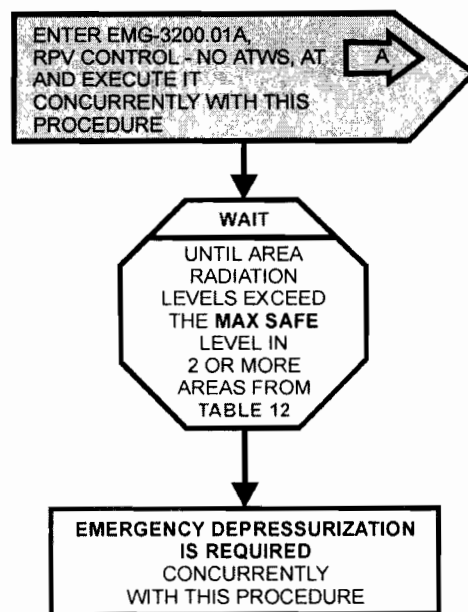 ENTER EMG-3200.01A,
RPV CONTROL - NO ATWS, AT A
AND EXECUTE IT
CONCURRENTLY WITH THIS
PROCEDURE
WAIT
UNTIL AREA
RADIATION
LEVELS EXCEED
THE MAX SAFE
LEVEL IN
2 OR MORE
AREAS FROM
TABLE 12
EMERGENCY DEPRESSURIZATION
IS REQUIRED
CONCURRENTLY
WITH THIS PROCEDURE